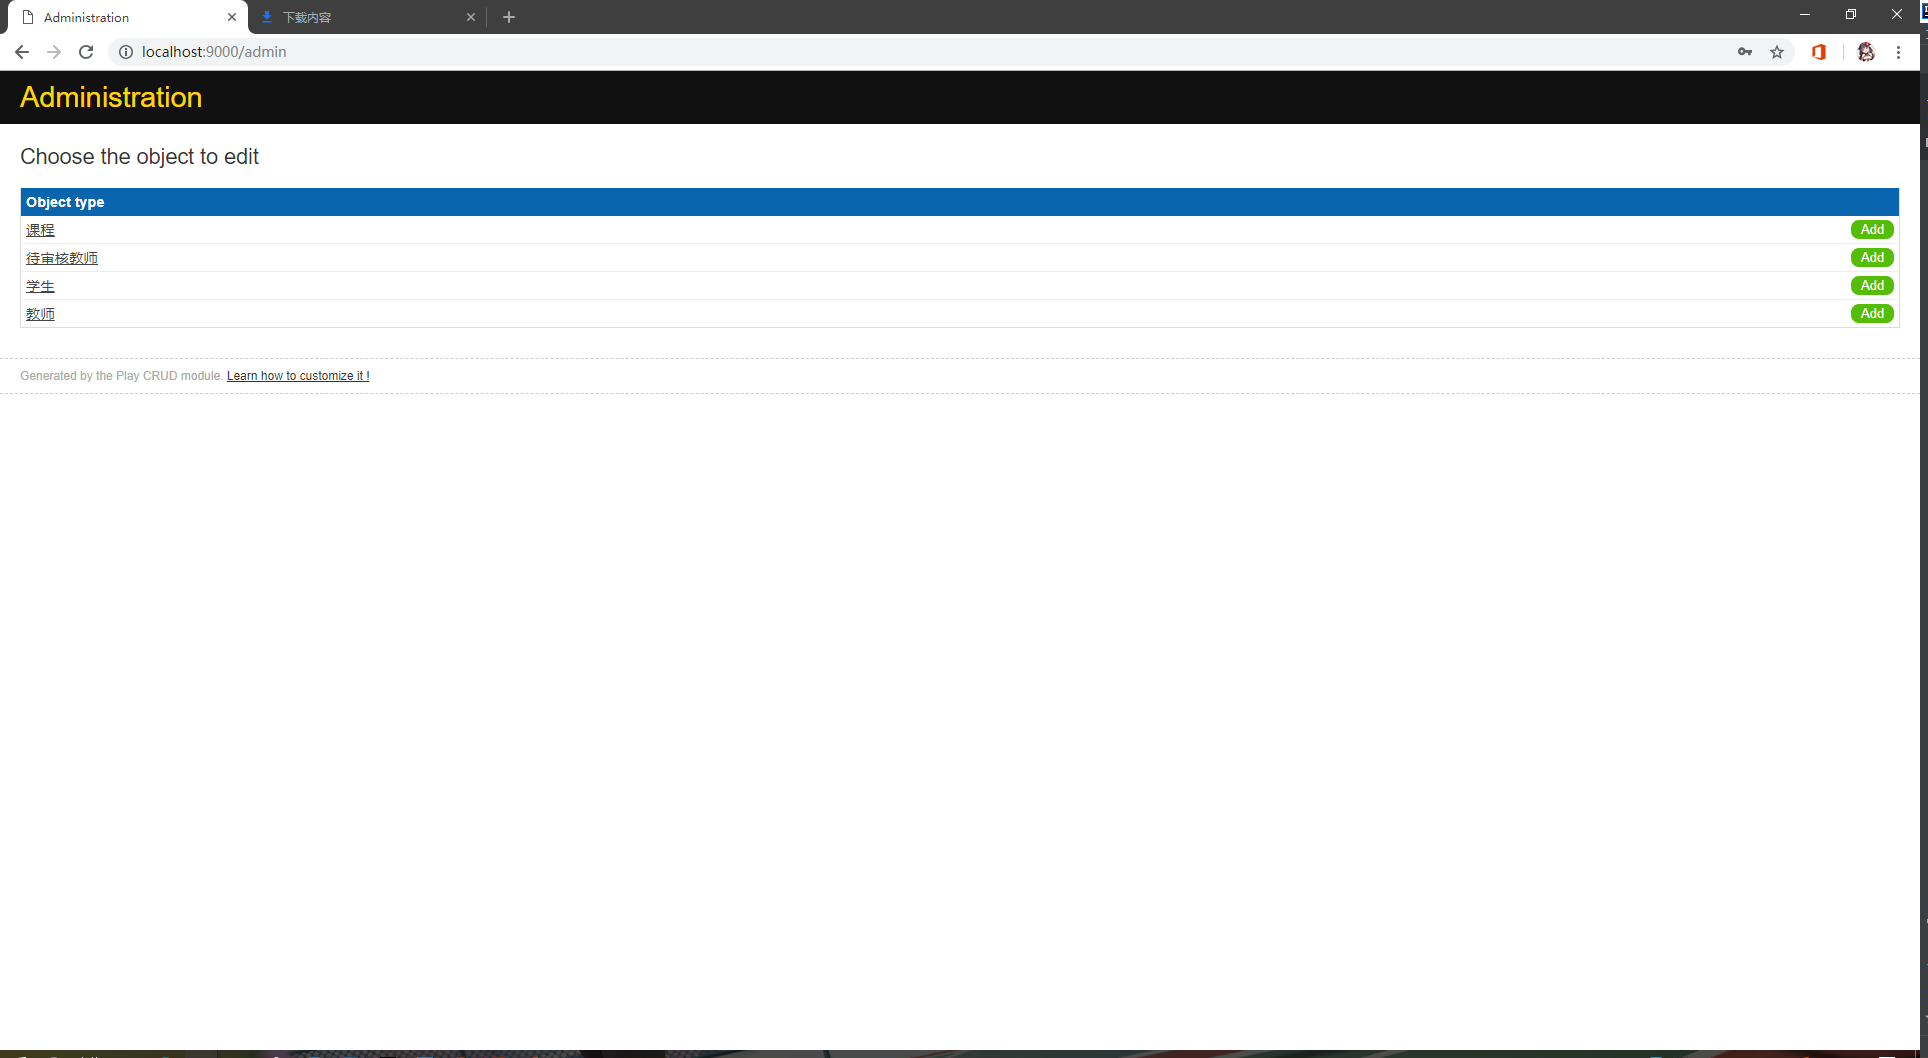 Administration
下载内容
localhost:9000/admin
Administration
Choose the object to edit
Object type
课程 Add
待审核教师 Add
学生 Add
教师 Add
Generated by the Play CRUD module. Learn how to customize it !